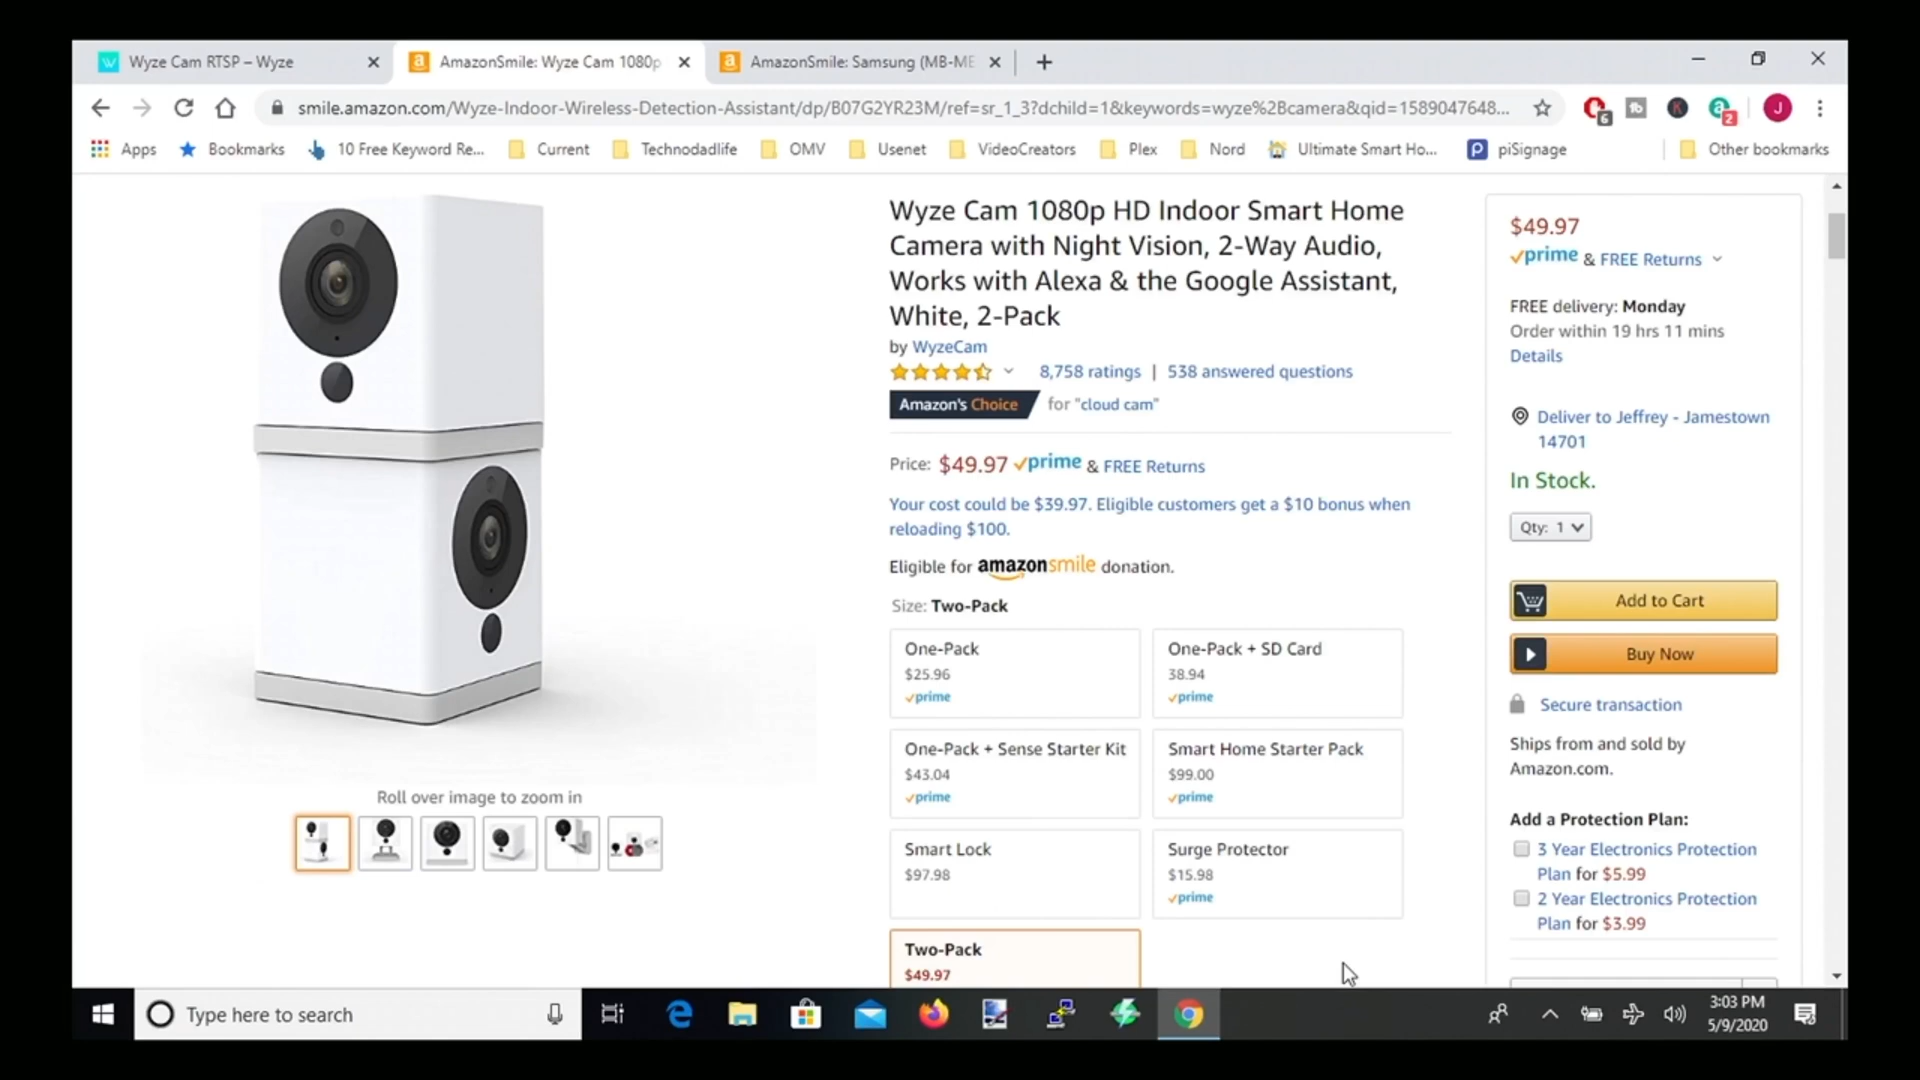 Wyze Cam RTSP – Wyze
AmazonSmile: Wyze Cam 1080p
AmazonSmile: Samsung (MB-ME
smile.amazon.com/Wyze-Indoor-Wireless-Detection-Assistant/dp/B07G2YR23M/ref=sr_1_3?dchild=1&keywords=wyze%2Bcamera&qid=1589047648...
6
2
J
Apps
Bookmarks
10 Free Keyword Re...
Current
Technodadlife
OMV
Usenet
VideoCreators
Plex
Nord
Ultimate Smart Ho...
piSignage
Other bookmarks
Wyze Cam 1080p HD Indoor Smart Home
Camera with Night Vision, 2-Way Audio,
Works with Alexa & the Google Assistant,
White, 2-Pack
by WyzeCam
8,758 ratings | 538 answered questions
Amazon's Choice for "cloud cam"
Price: $49.97 prime & FREE Returns
Your cost could be $39.97. Eligible customers get a $10 bonus when
reloading $100.
Eligible for amazonsmile donation.
Size: Two-Pack
One-Pack
$25.96
prime
One-Pack + SD Card
38.94
prime
One-Pack + Sense Starter Kit
$43.04
prime
Smart Home Starter Pack
$99.00
prime
Smart Lock
$97.98
Surge Protector
$15.98
prime
Two-Pack
$49.97
Roll over image to zoom in
$49.97
prime & FREE Returns
FREE delivery: Monday
Order within 19 hrs 11 mins
Details
Deliver to Jeffrey - Jamestown
14701
In Stock.
Qty: 1
Add to Cart
Buy Now
Secure transaction
Ships from and sold by
Amazon.com.
Add a Protection Plan:
3 Year Electronics Protection
Plan for $5.99
2 Year Electronics Protection
Plan for $3.99
Type here to search
3:03 PM
5/9/2020